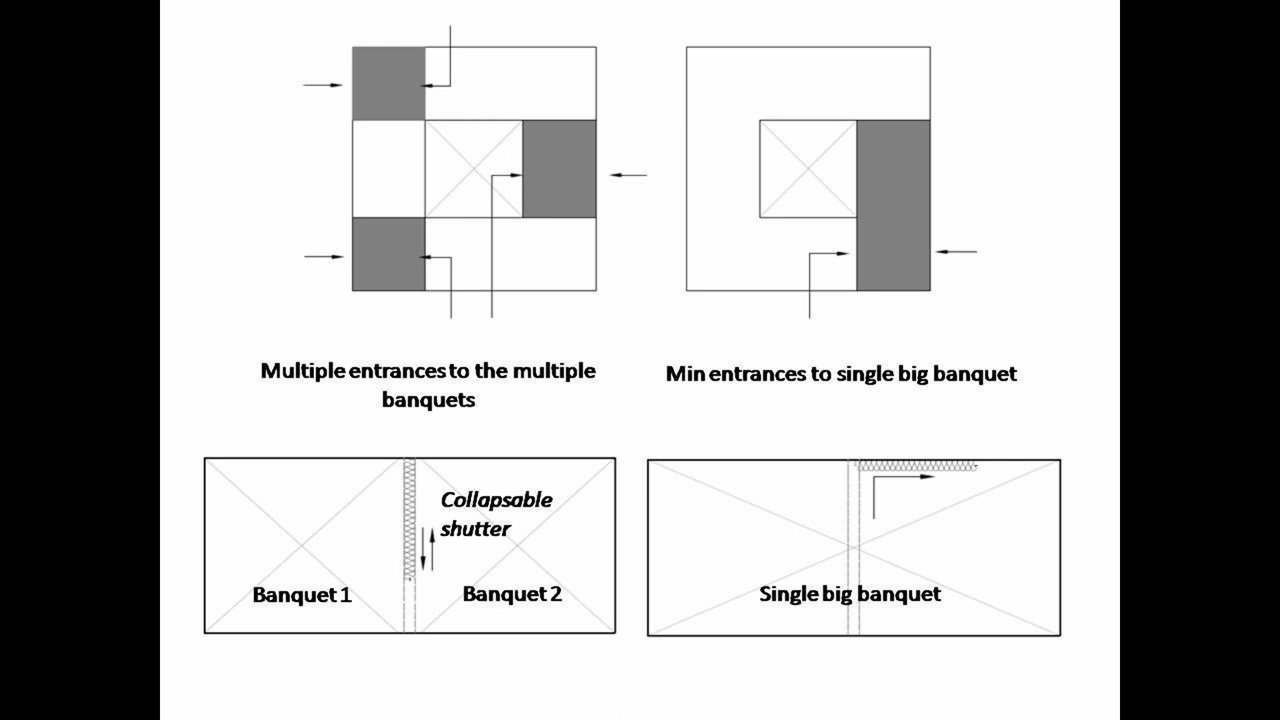 Multiple entrances to the multiple
banquets
Min entrances to single big banquet
Collapsable
shutter
Banquet 1
Banquet 2
Single big banquet